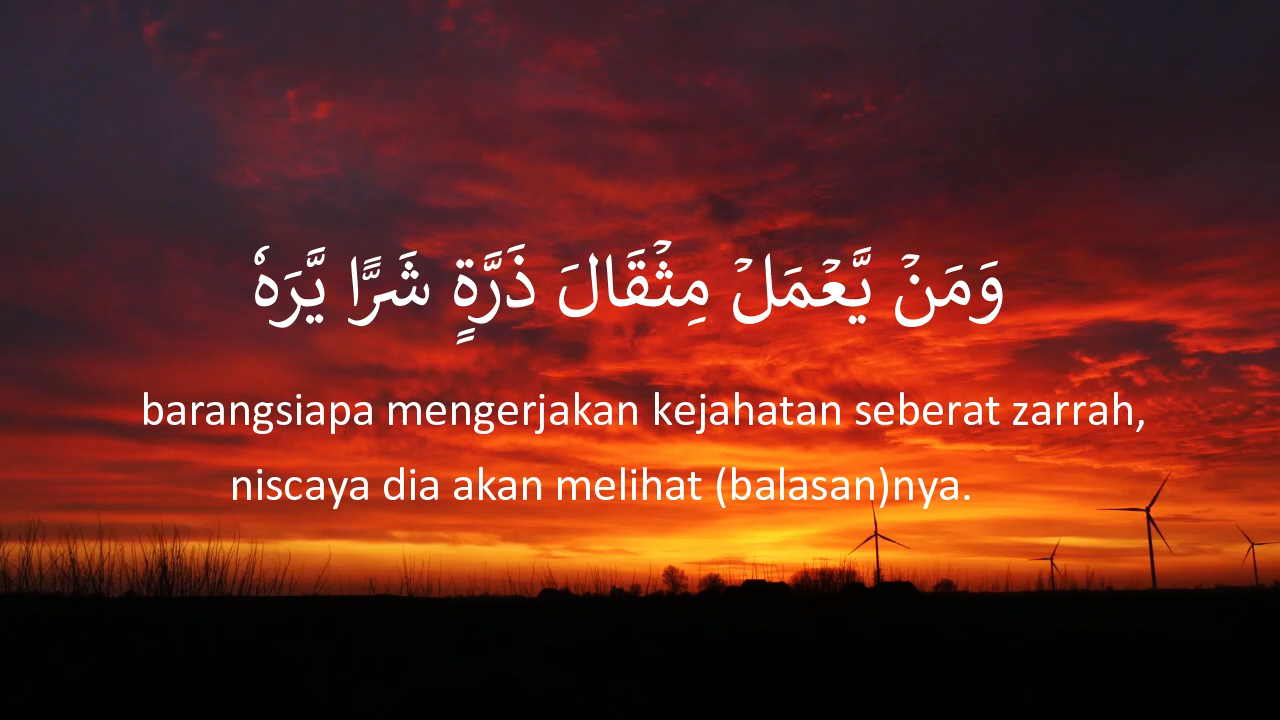 وَمَنۡ يَّعۡمَلۡ مِثۡقَالَ ذَرَّةٍ شَرًّا يَّرَهٗ
barangsiapa mengerjakan kejahatan seberat zarrah,
niscaya dia akan melihat (balasan)nya.